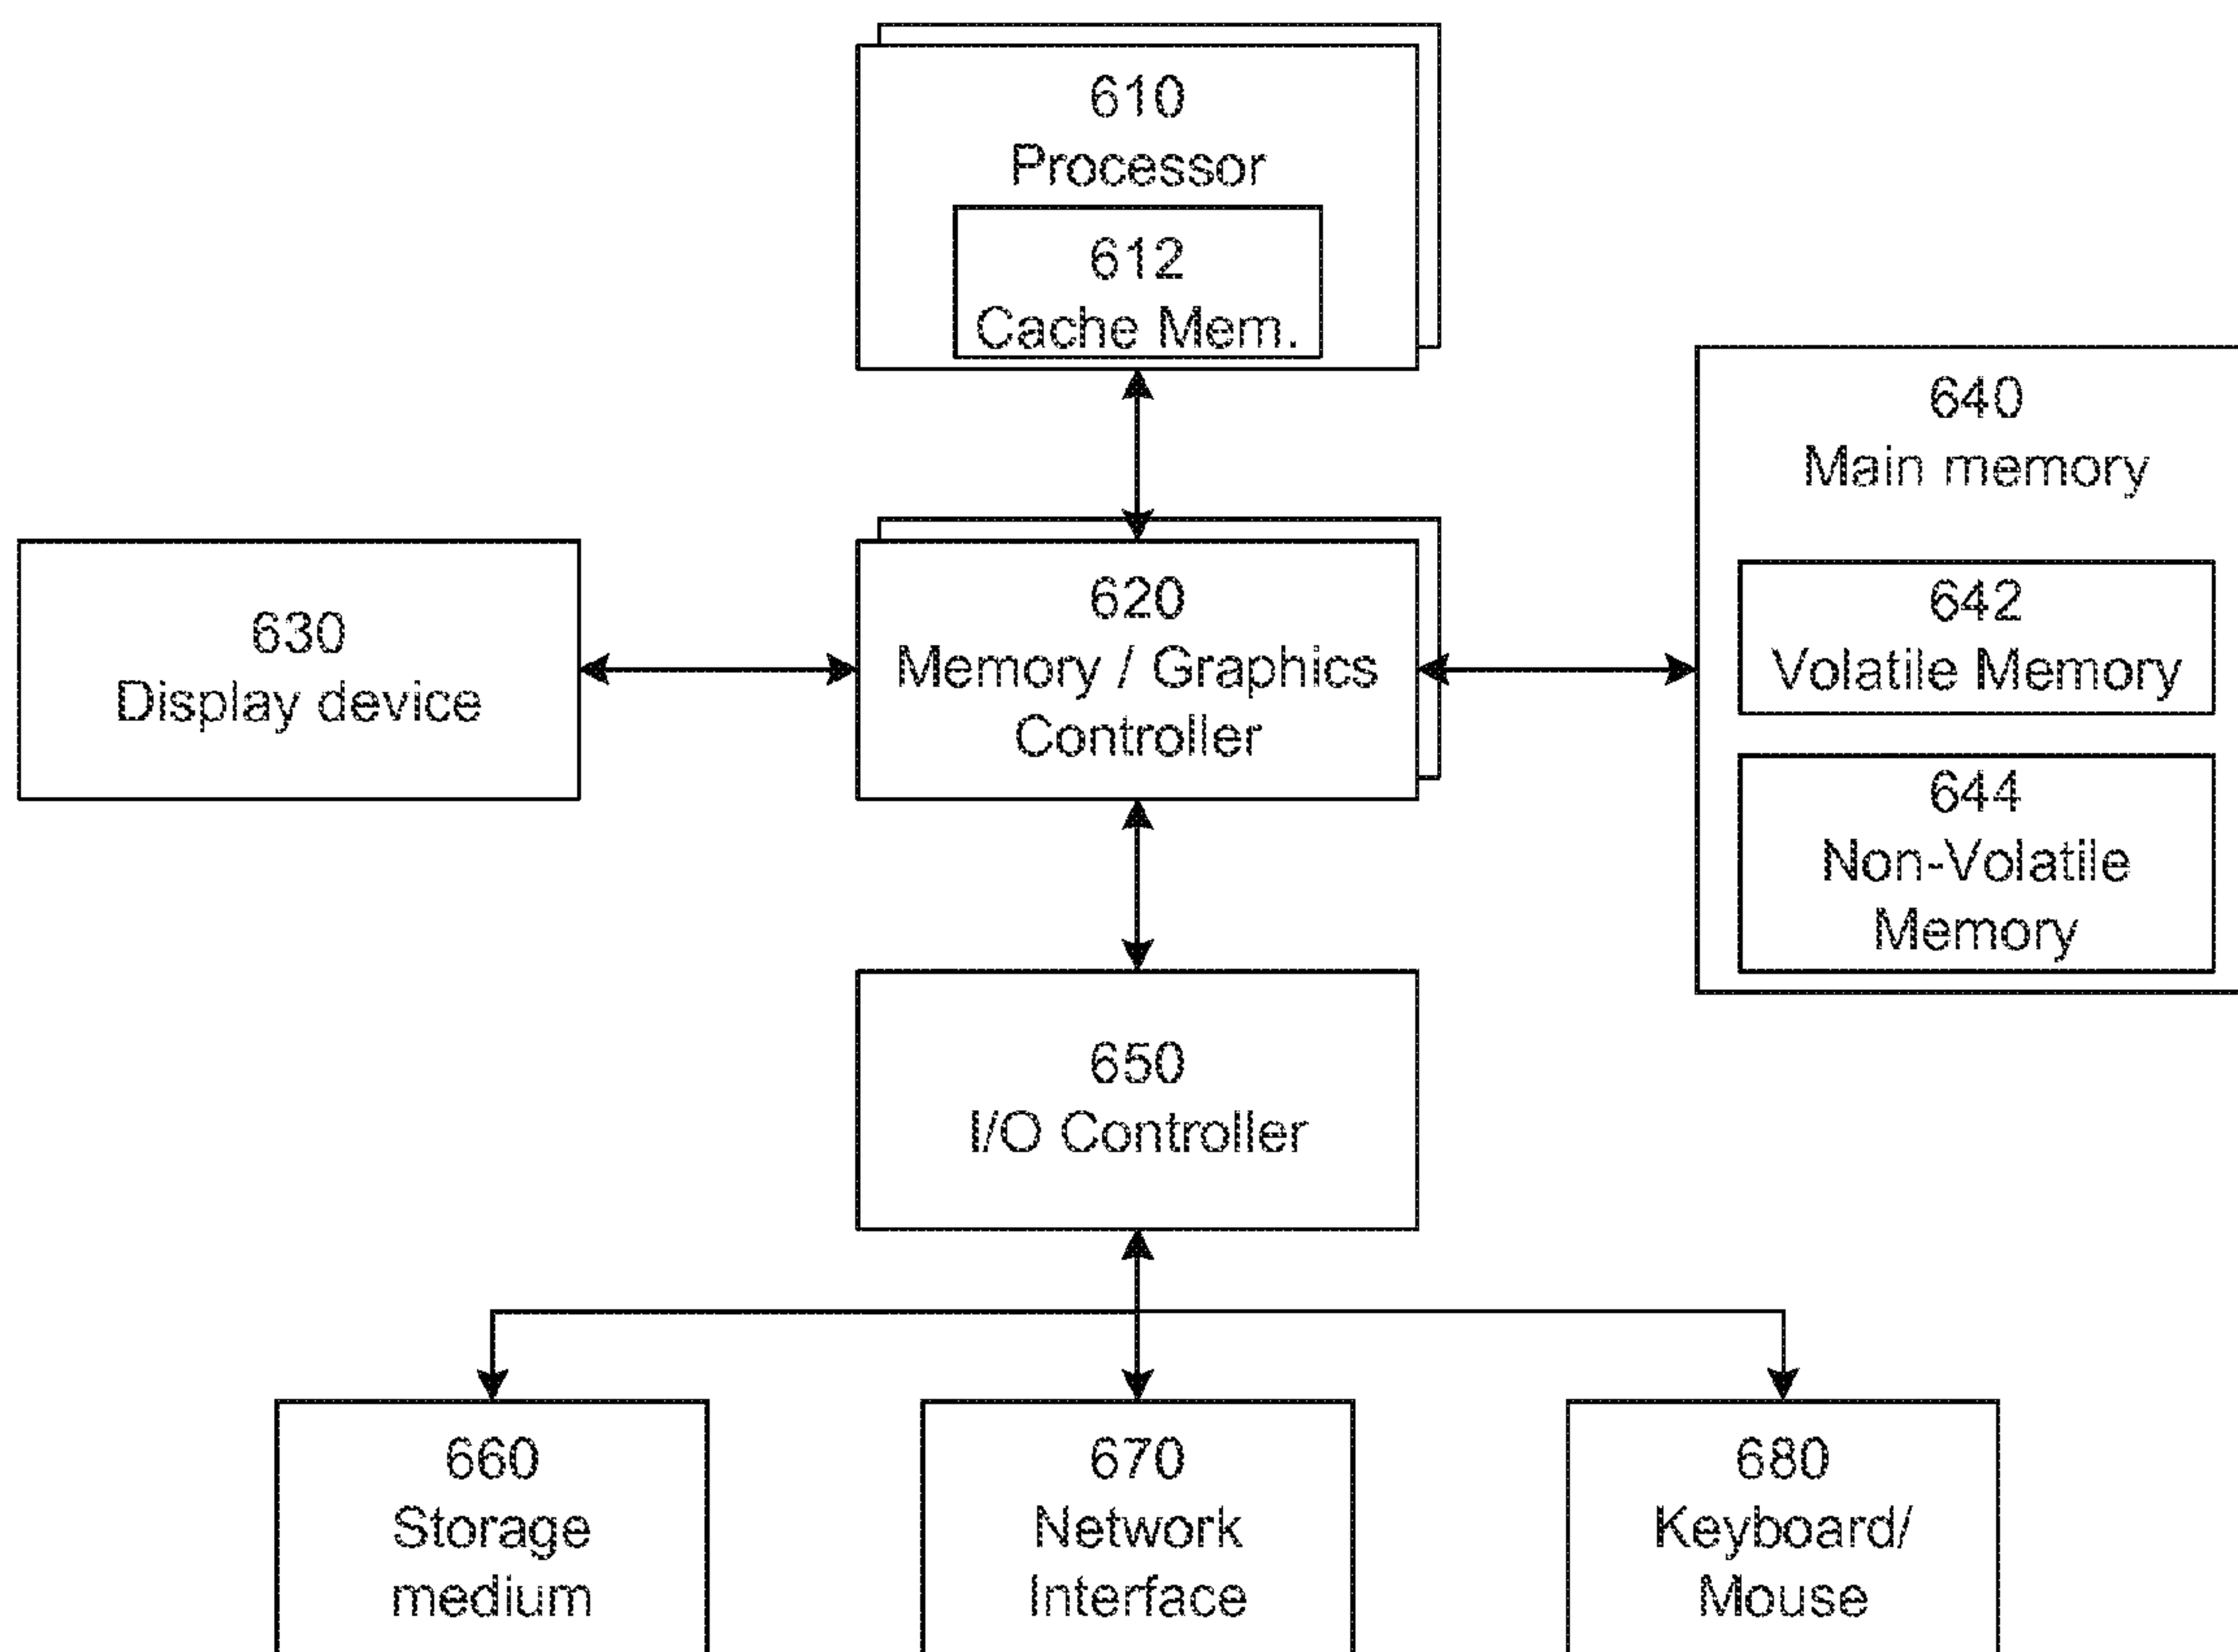 610
Processor
612
Cache Mem.
640
Main memory
642
Volatile Memory
644
Non-Volatile
Memory
630
Display device
620
Memory / Graphics
Controller
650
I/O Controller
660
Storage
medium
670
Network
Interface
680
Keyboard/
Mouse